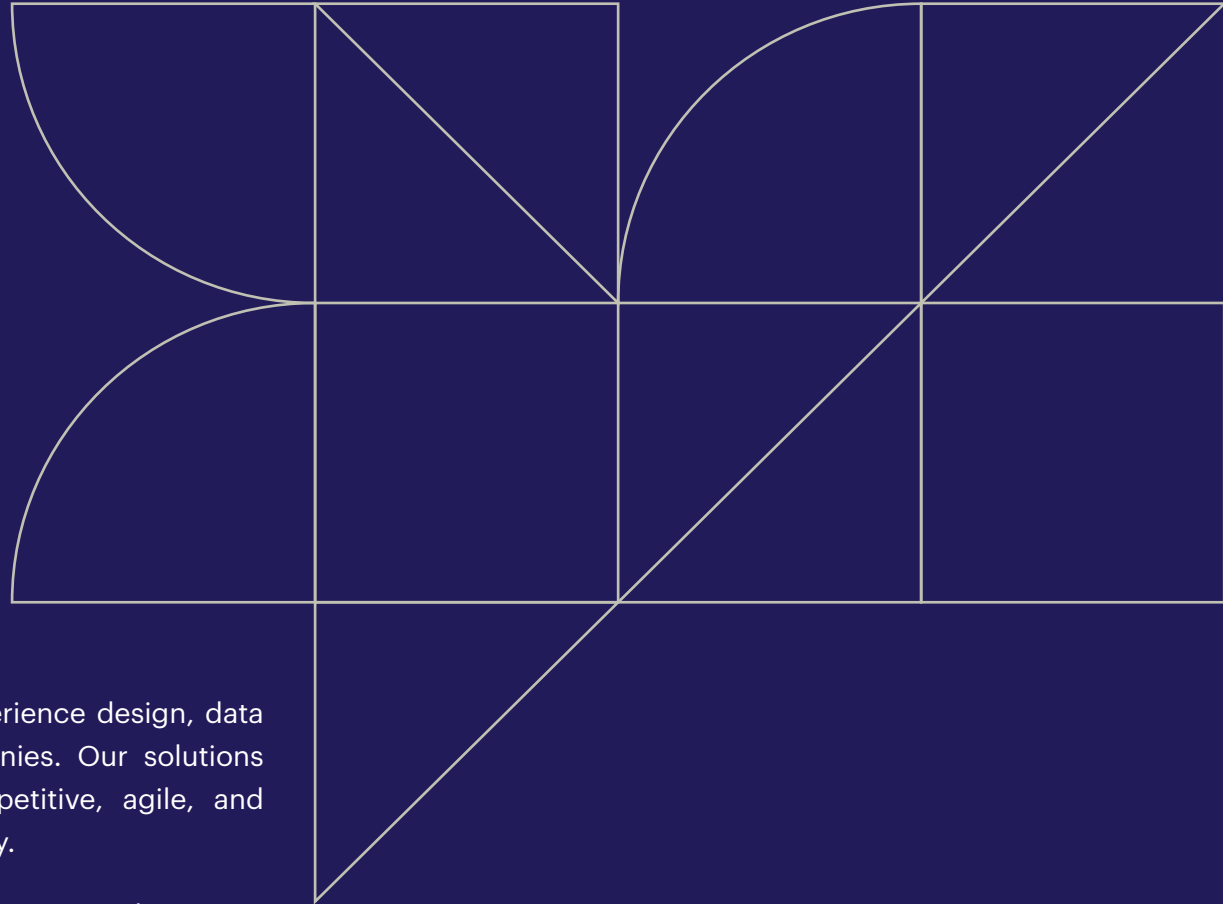 erience design, data
nies. Our solutions
petitive, agile, and
y.